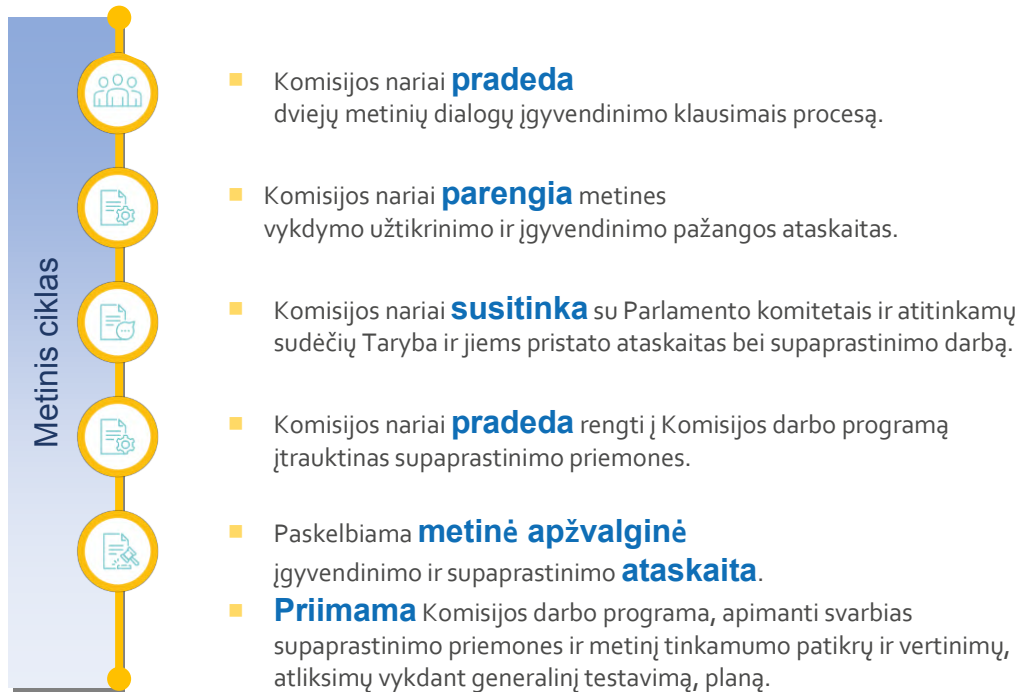 Metinis ciklas
Komisijos nariai pradeda
dviejų metinių dialogų įgyvendinimo klausimais procesą.
Komisijos nariai parengia metines
vykdymo užtikrinimo ir įgyvendinimo pažangos ataskaitas.
Komisijos nariai susitinka su Parlamento komitetais ir atitinkamų
sudėčių Taryba ir jiems pristato ataskaitas bei supaprastinimo darbą.
Komisijos nariai pradeda rengti į Komisijos darbo programą
įtrauktinas supaprastinimo priemones.
Paskelbiama metinė apžvalginė
įgyvendinimo ir supaprastinimo ataskaita.
Priimama Komisijos darbo programa, apimanti svarbias
supaprastinimo priemones ir metinį tinkamumo patikrų ir vertinimų,
atliksimų vykdant generalinį testavimą, planą.